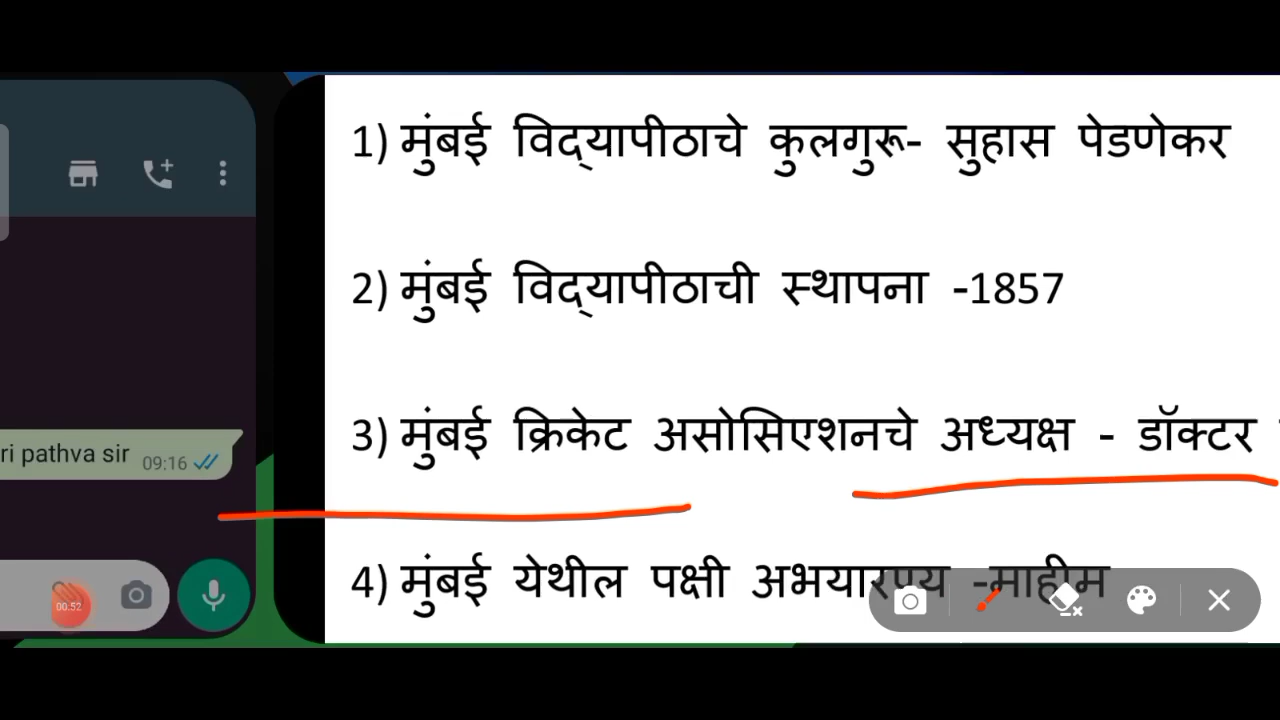 1) मुंबई विद्‌यापीठाचे कुलगुरू- सुहास पेडणेकर
2) मुंबई विद्‌यापीठाची स्थापना -1857
3) मुंबई क्रिकेट असोसिएशनचे अध्यक्ष - डॉक्टर
ri pathva sir 09:16
4) मुंबई येथील पक्षी अभयारण्य -माहीम
00:52